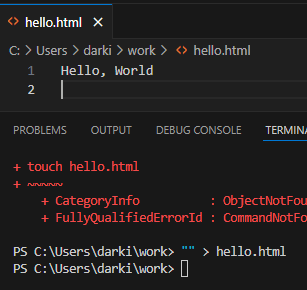 hello.html
C: > Users > darki > work > hello.html
1 Hello, World
2
PROBLEMS OUTPUT DEBUG CONSOLE
+ touch hello.html
+ ~~~~~
+ CategoryInfo : ObjectNotFou
+ FullyQualifiedErrorId : CommandNotFo
PS C:\Users\darki\work> "" > hello.html
PS C:\Users\darki\work>